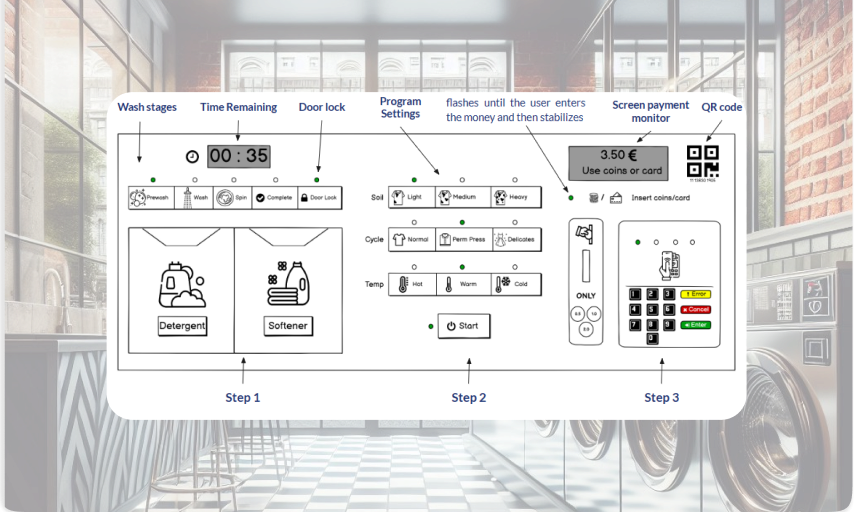 Wash stages
Time Remaining
Door lock
Program
Settings
flashes until the user enters
the money and then stabilizes
Screen payment
monitor
QR code
00 : 35
3.50 €
Use coins or card
Prewash
Wash
Spin
Complete
Door Lock
Soil
Light
Medium
Heavy
/
Insert coins/card
Cycle
Normal
Perm Press
Delicates
Temp
Hot
Warm
Cold
ONLY
0.5
1.0
2.0
1 2 3
Error
4 5 6
Cancel
7 8 9
Enter
0
Detergent
Softener
Start
Step 1
Step 2
Step 3